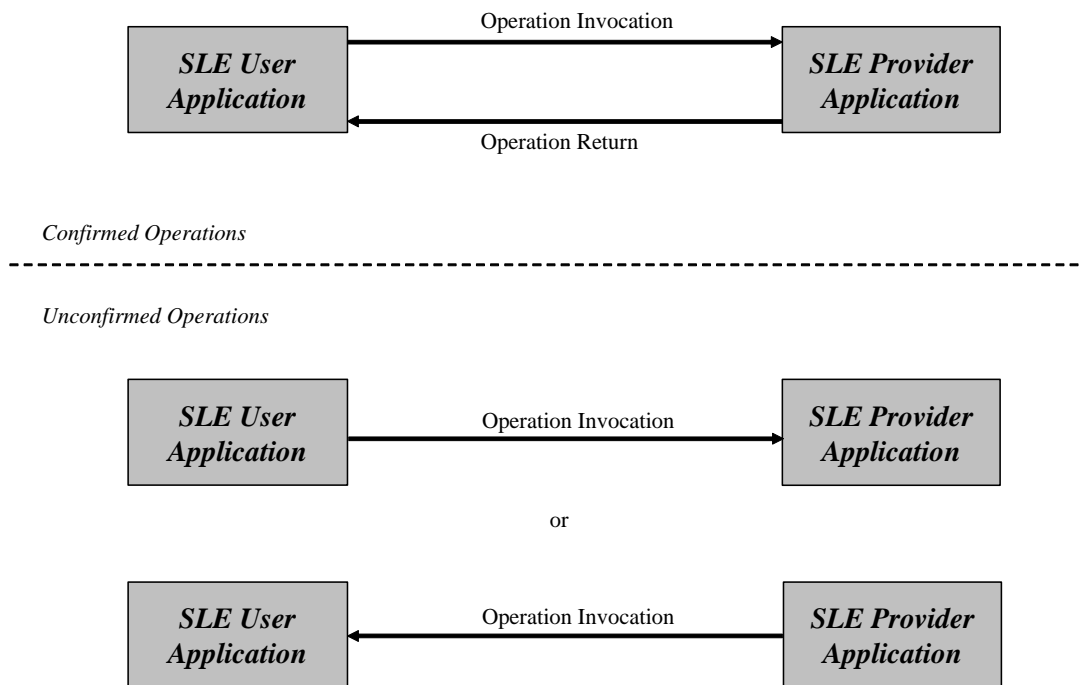 Operation Invocation
SLE User
Application
SLE Provider
Application
Operation Return
Confirmed Operations
Unconfirmed Operations
SLE User
Application
Operation Invocation
SLE Provider
Application
or
SLE User
Application
Operation Invocation
SLE Provider
Application